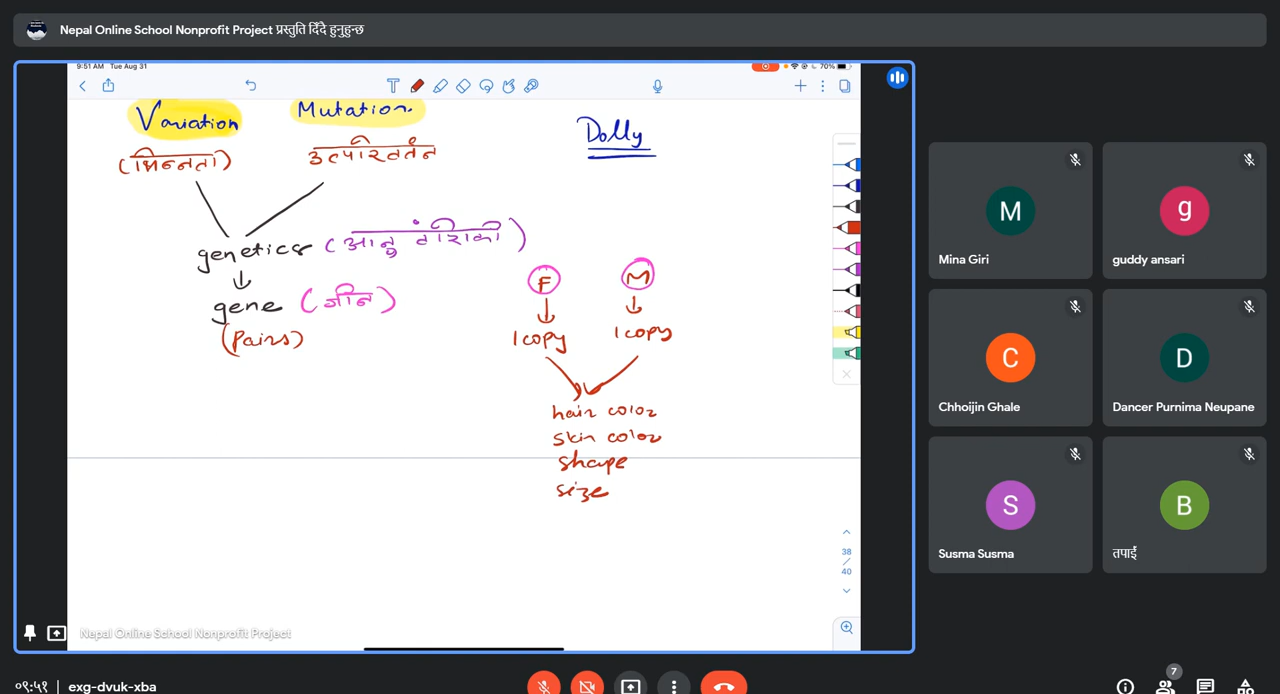 Nepal Online School Nonprofit Project प्रस्तुति दिँदै हुनुहुन्छ
9:51 AM Tue Aug 31
70%
T
Variation
Mutation.
Dolly
(भिन्नता)
उत्परिवर्तन
genetics (आनुवंशिकी)
gene (जीन)
(Pairs)
F
M
1 copy
1 copy
hair color
skin color
shape
size
38
40
Nepal Online School Nonprofit Project
M
Mina Giri
g
guddy ansari
C
Chhoijin Ghale
D
Dancer Purnima Neupane
S
Susma Susma
B
तपाईं
०९:५१ | exg-dvuk-xba
7